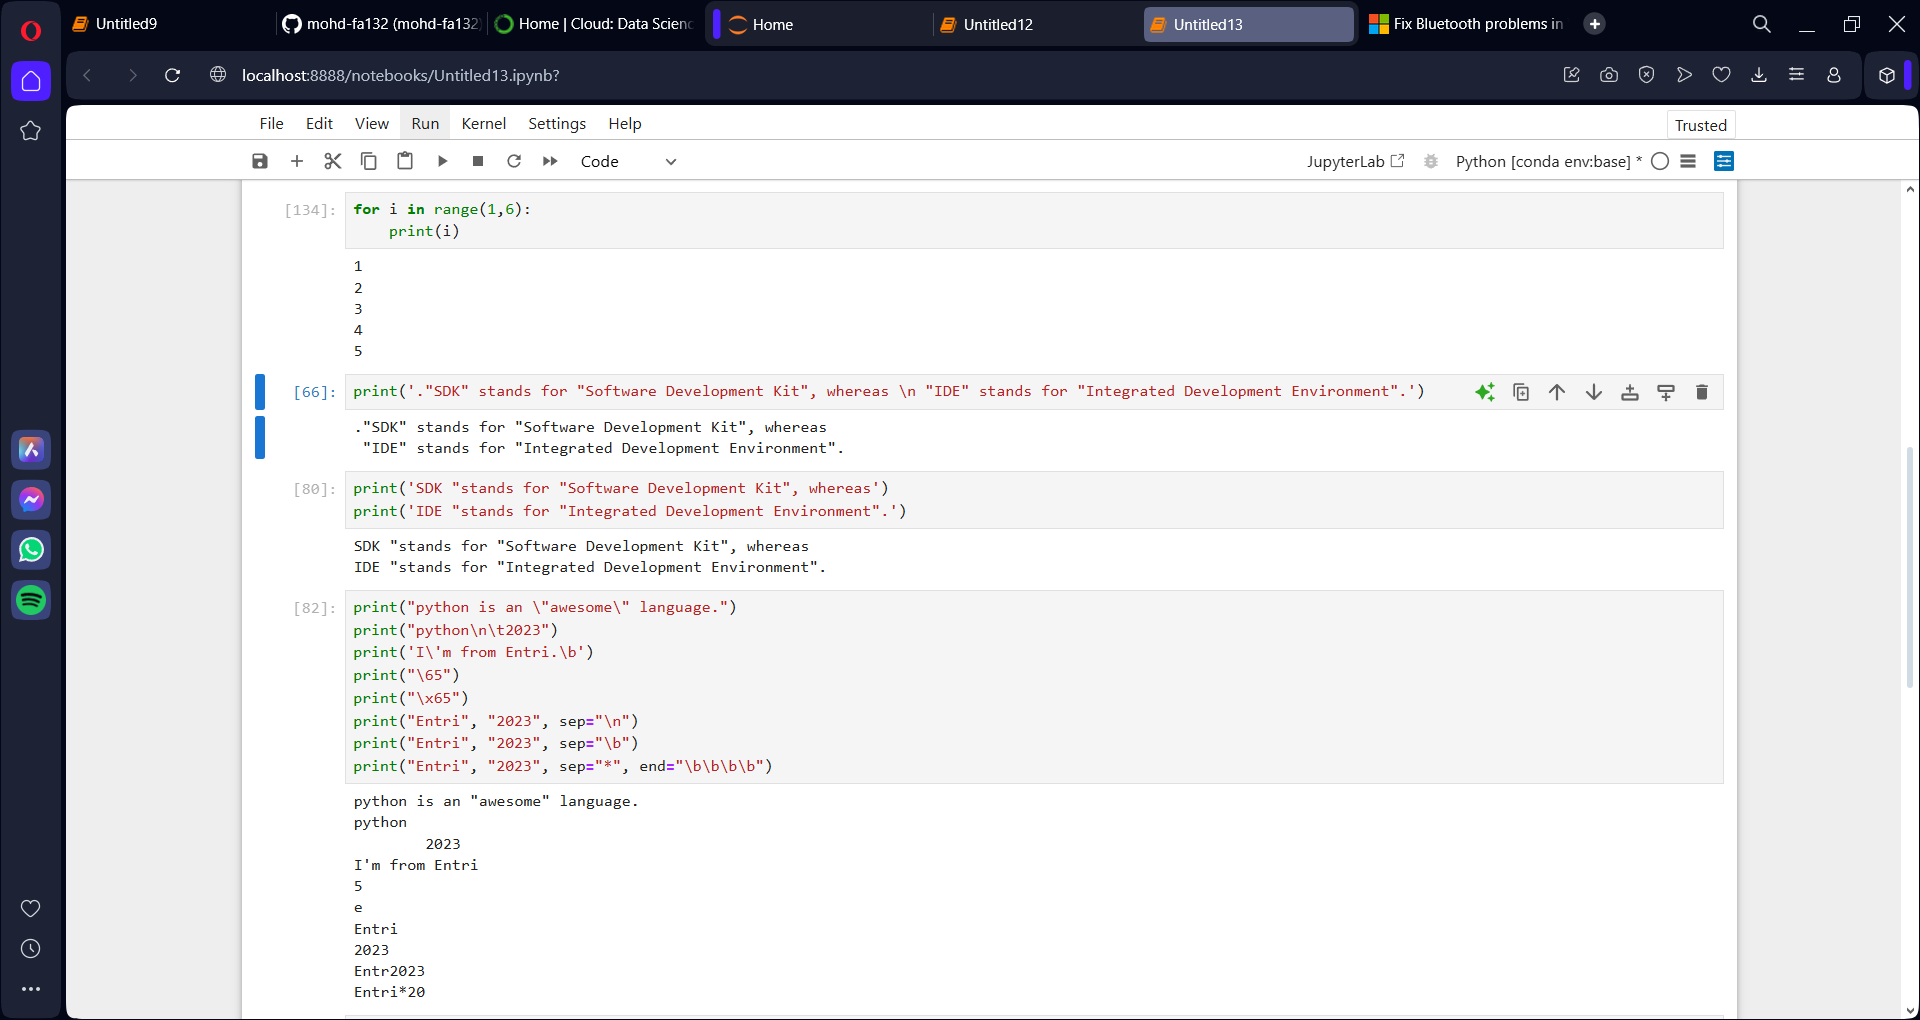 Untitled9
mohd-fa132 (mohd-fa132)
Home | Cloud: Data Scienc
Home
Untitled12
Untitled13
Fix Bluetooth problems in
localhost:8888/notebooks/Untitled13.ipynb?
File Edit View Run Kernel Settings Help
Trusted
Code
JupyterLab
Python [conda env:base] *
[134]:
for i in range(1,6):
    print(i)
1
2
3
4
5
[66]:
print('."SDK" stands for "Software Development Kit", whereas \n "IDE" stands for "Integrated Development Environment".')
."SDK" stands for "Software Development Kit", whereas
 "IDE" stands for "Integrated Development Environment".
[80]:
print('SDK "stands for "Software Development Kit", whereas')
print('IDE "stands for "Integrated Development Environment".')
SDK "stands for "Software Development Kit", whereas
IDE "stands for "Integrated Development Environment".
[82]:
print("python is an \"awesome\" language.")
print("python\n\t2023")
print('I\'m from Entri.\b')
print("\65")
print("\x65")
print("Entri", "2023", sep="\n")
print("Entri", "2023", sep="\b")
print("Entri", "2023", sep="*", end="\b\b\b\b")
python is an "awesome" language.
python
        2023
I'm from Entri
5
e
Entri
2023
Entr2023
Entri*20